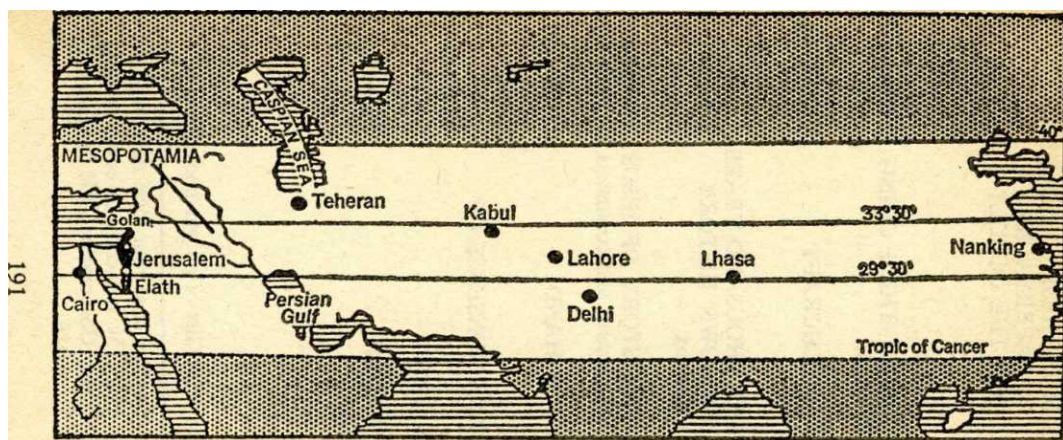 40°
MESOPOTAMIA
CASPIAN SEA
Teheran
Kabul
33°30'
Golan
Jerusalem
Lahore
Lhasa
Nanking
29°30'
Elath
Cairo
Persian
Gulf
Delhi
Tropic of Cancer
191